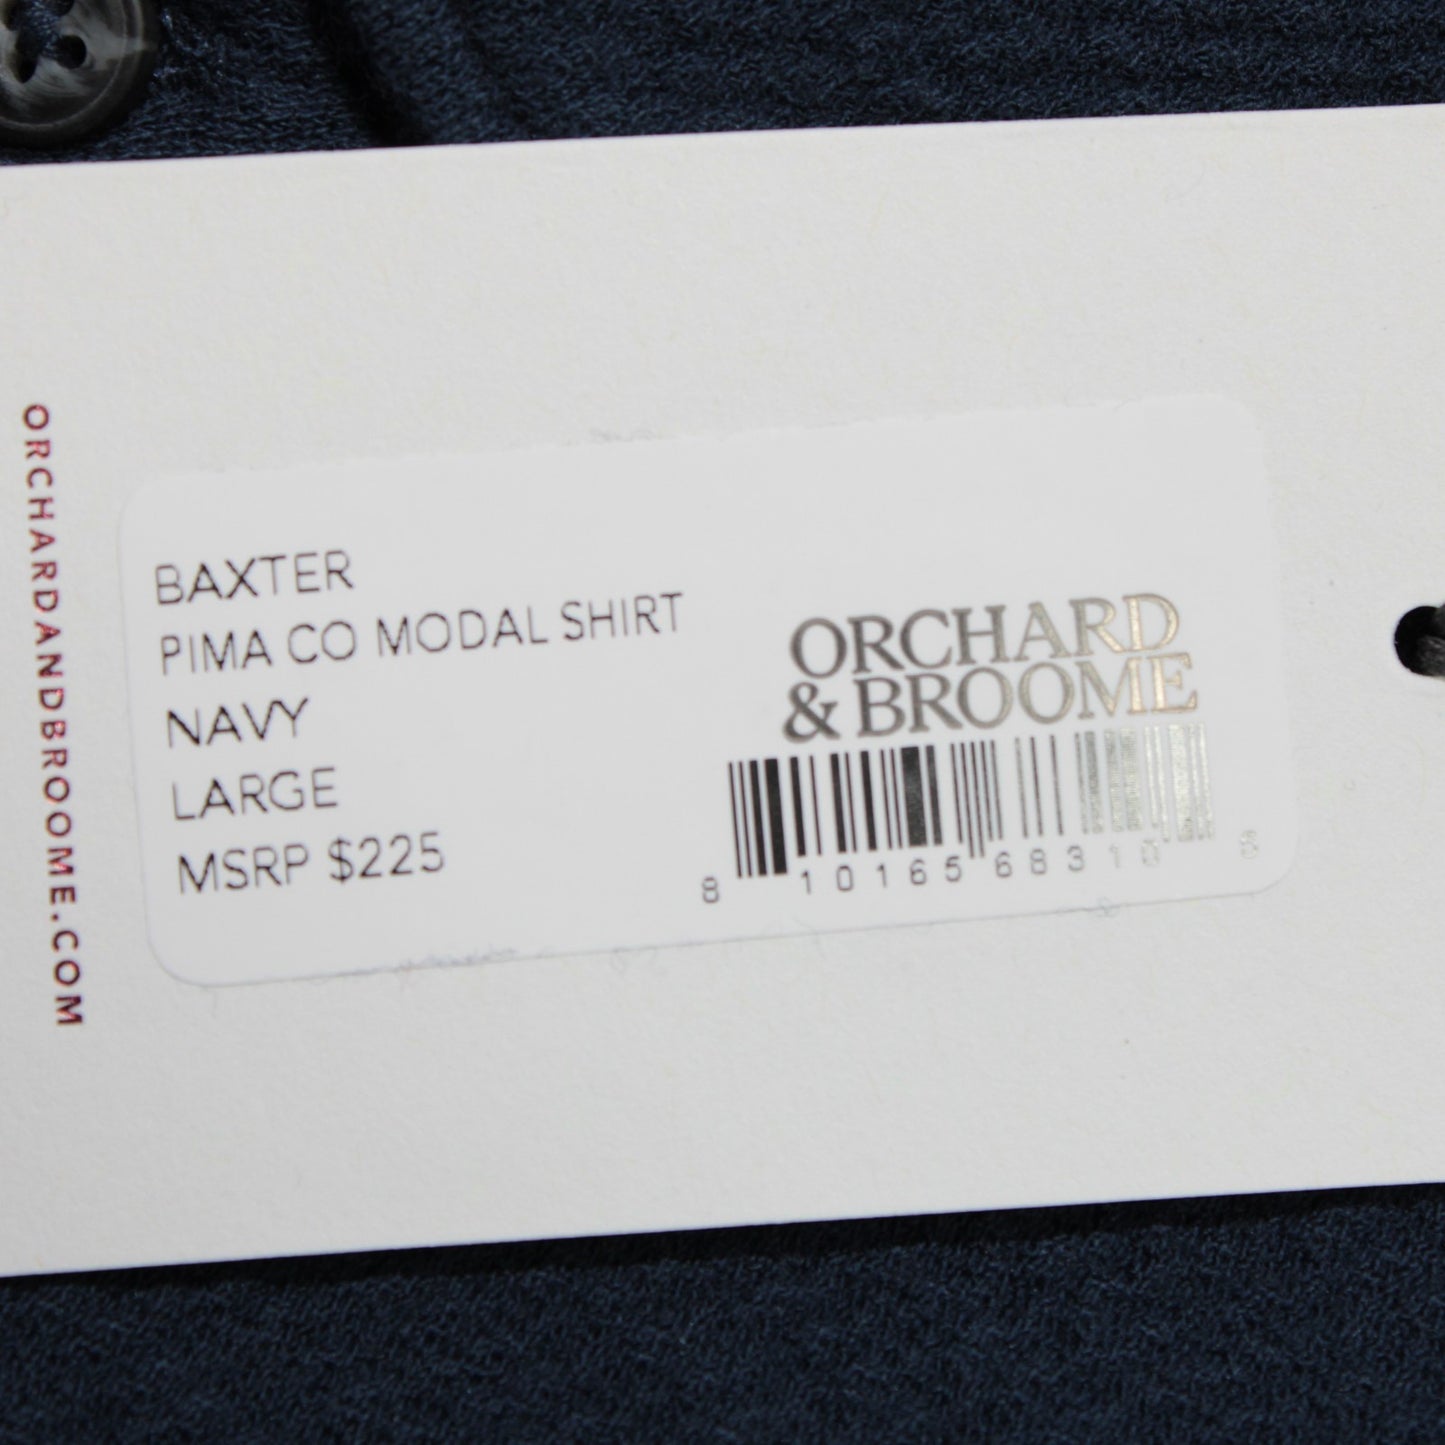 ORCHARDANDBROOME.COM
BAXTER
PIMA CO MODAL SHIRT
NAVY
LARGE
MSRP $225
ORCHARD
& BROOME
8 10165 68310 8